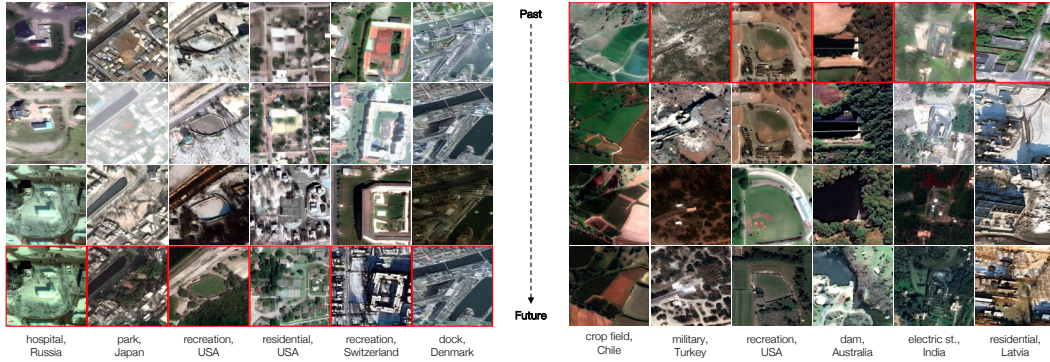 Past
Future
hospital,
Russia
park,
Japan
recreation,
USA
residential,
USA
recreation,
Switzerland
dock,
Denmark
crop field,
Chile
military,
Turkey
recreation,
USA
dam,
Australia
electric st.,
India
residential,
Latvia